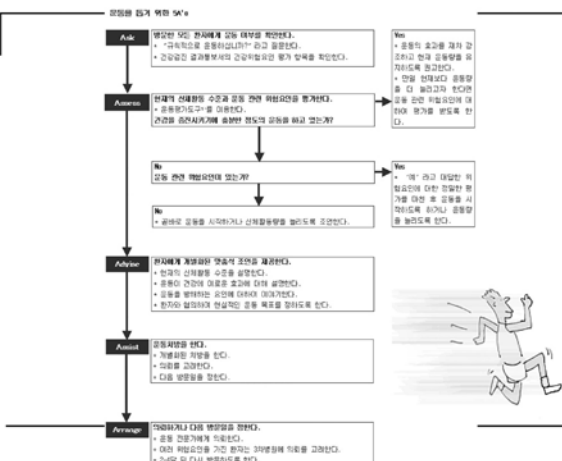 운동을 돕기 위한 5A's
Ask
방문한 모든 환자에게 운동 여부를 확인한다.
• "규칙적으로 운동하십니까?" 라고 질문한다.
• 건강검진 결과통보서의 건강위험요인 평가 항목을 확인한다.
Yes
• 운동의 효과를 재차 강
조하고 현재 운동량을 유
지하도록 권고한다.
• 만일 현재보다 운동량
을 더 늘리고자 한다면
운동 관련 위험요인에 대
하여 평가를 받도록 한
다.
Assess
현재의 신체활동 수준과 운동 관련 위험요인을 평가한다.
• 운동평가도구*를 이용한다.
건강을 증진시키기에 충분한 정도의 운동을 하고 있는가?
No
운동 관련 위험요인이 있는가?
Yes
• "예" 라고 대답한 위
험요인에 대한 정밀한 평
가를 마친 후 운동을 시
작하도록 하거나 운동량
을 늘리도록 한다.
No
• 곧바로 운동을 시작하거나 신체활동량을 늘리도록 조언한다.
Advise
환자에게 개별화된 맞춤식 조언을 제공한다.
• 현재의 신체활동 수준을 설명한다.
• 운동이 건강에 이로운 효과에 대해 설명한다.
• 운동을 방해하는 요인에 대하여 이야기한다.
• 환자와 협의하여 현실적인 운동 목표를 정하도록 한다.
Assist
운동처방을 한다.
• 개별화된 처방을 한다.
• 의뢰를 고려한다.
• 다음 방문일을 정한다.
Arrange
의뢰하거나 다음 방문일을 정한다.
• 운동 전문가에게 의뢰한다.
• 여러 위험요인을 가진 환자는 3차병원에 의뢰를 고려한다.
다시 방문하도록 한다.